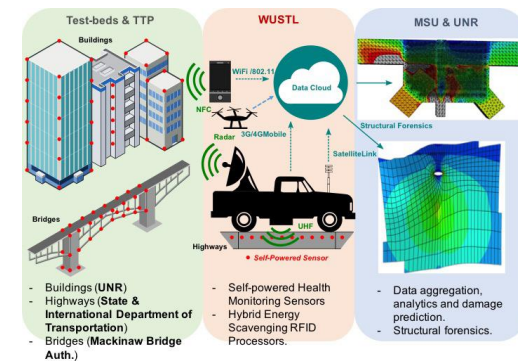 Test-beds & TTP
Buildings
Bridges
- Buildings (UNR)
- Highways (State &
International Department of
Transportation)
- Bridges (Mackinaw Bridge
Auth.)
WUSTL
WiFi /802.11
Data Cloud
NFC
3G/4GMobile
Radar
SatelliteLink
UHF
Highways
Self-Powered Sensor
- Self-powered Health
Monitoring Sensors
- Hybrid Energy
Scavenging RFID
Processors.
MSU & UNR
Structural Forensics
- Data aggregation,
analytics and damage
prediction.
- Structural forensics.